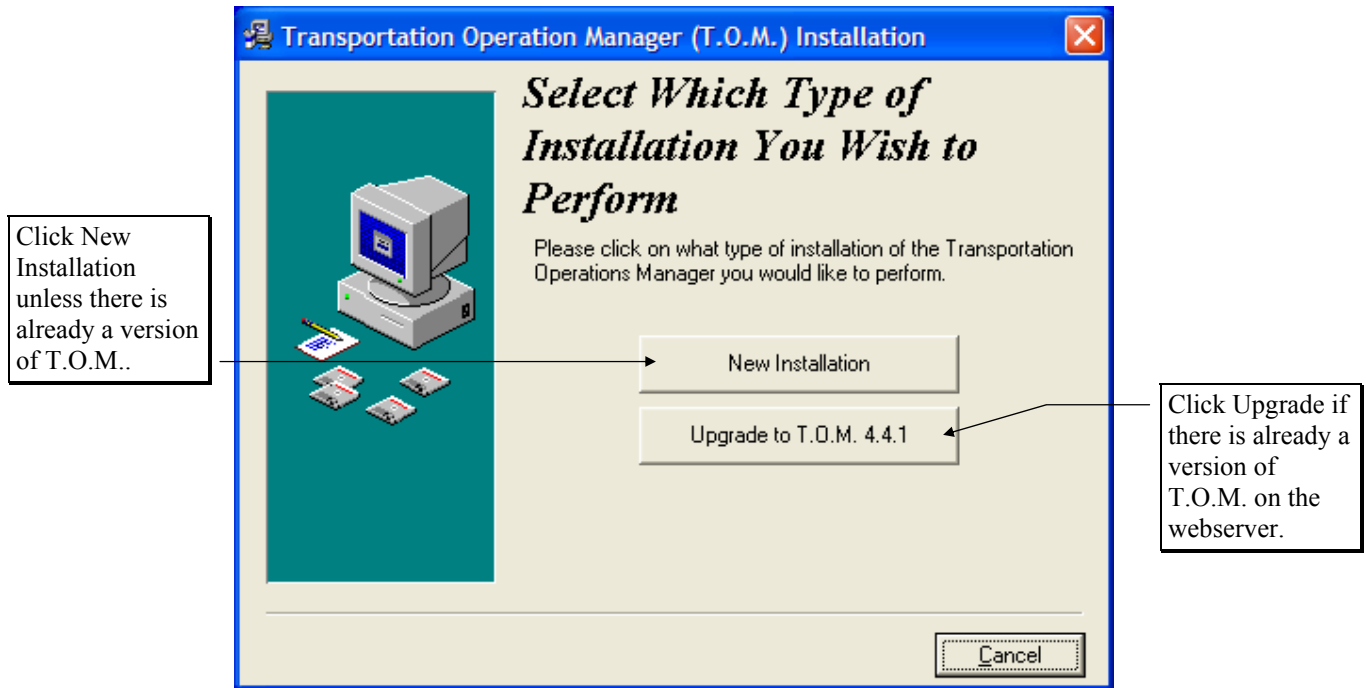 Transportation Operation Manager (T.O.M.) Installation
Select Which Type of
Installation You Wish to
Perform
Please click on what type of installation of the Transportation
Operations Manager you would like to perform.
Click New
Installation
unless there is
already a version
of T.O.M..
New Installation
Upgrade to T.O.M. 4.4.1
Click Upgrade if
there is already a
version of
T.O.M. on the
webserver.
Cancel